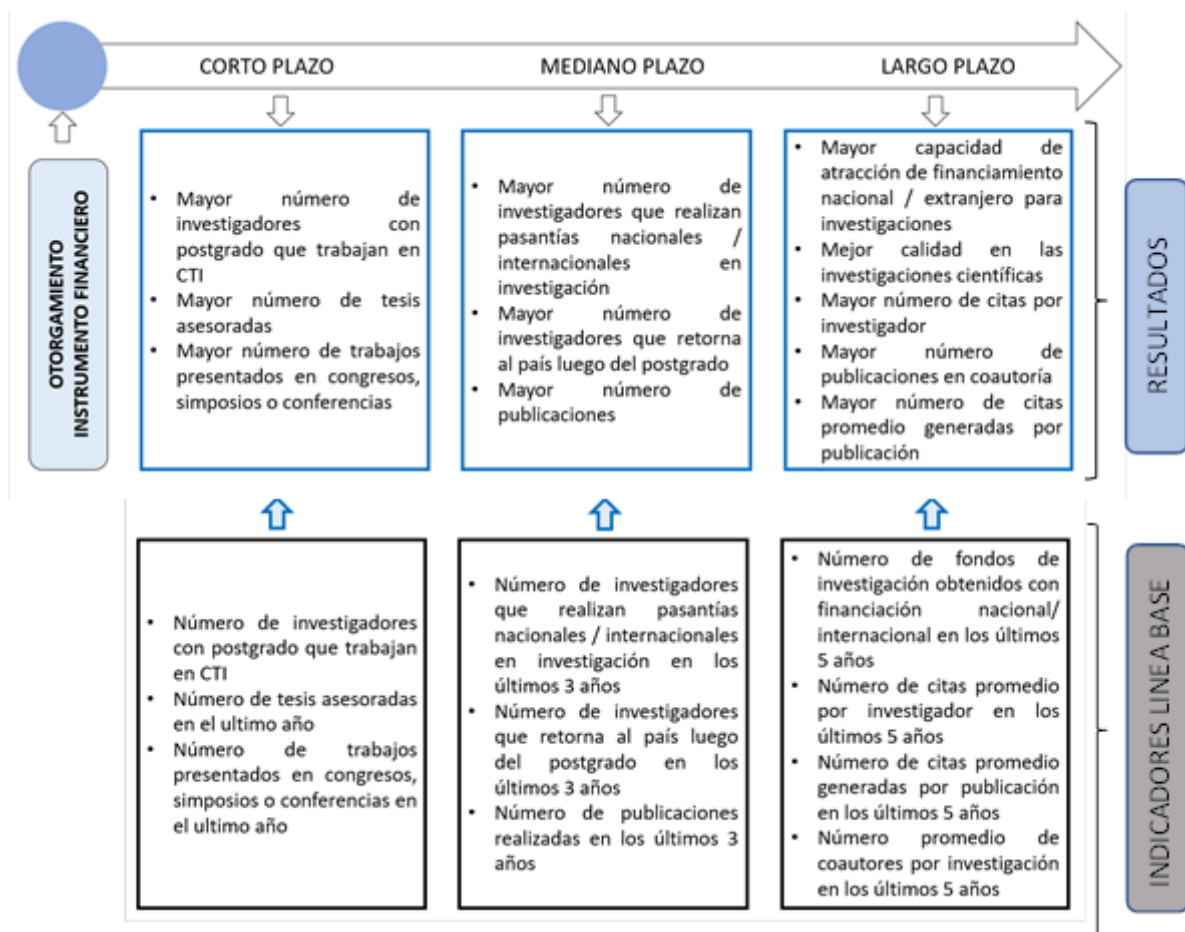 CORTO PLAZO
MEDIANO PLAZO
LARGO PLAZO
OTORGAMIENTO
INSTRUMENTO FINANCIERO
• Mayor número de
investigadores con
postgrado que trabajan en
CTI
• Mayor número de tesis
asesoradas
• Mayor número de trabajos
presentados en congresos,
simposios o conferencias
• Mayor número de
investigadores que realizan
pasantías nacionales /
internacionales en
investigación
• Mayor número de
investigadores que retorna
al país luego del postgrado
• Mayor número de
publicaciones
• Mayor capacidad de
atracción de financiamiento
nacional / extranjero para
investigaciones
• Mejor calidad en las
investigaciones científicas
• Mayor número de citas por
investigador
• Mayor número de
publicaciones en coautoría
• Mayor número de citas
promedio generadas por
publicación
RESULTADOS
• Número de investigadores
con postgrado que trabajan
en CTI
• Número de tesis asesoradas
en el ultimo año
• Número de trabajos
presentados en congresos,
simposios o conferencias en
el ultimo año
• Número de investigadores
que realizan pasantías
nacionales / internacionales
en investigación en los
últimos 3 años
• Número de investigadores
que retorna al país luego
del postgrado en los
últimos 3 años
• Número de publicaciones
realizadas en los últimos 3
años
• Número de fondos de
investigación obtenidos con
financiación nacional/
internacional en los últimos
5 años
• Número de citas promedio
por investigador en los
últimos 5 años
• Número de citas promedio
generadas por publicación
en los últimos 5 años
• Número promedio de
coautores por investigación
en los últimos 5 años
INDICADORES LINEA BASE